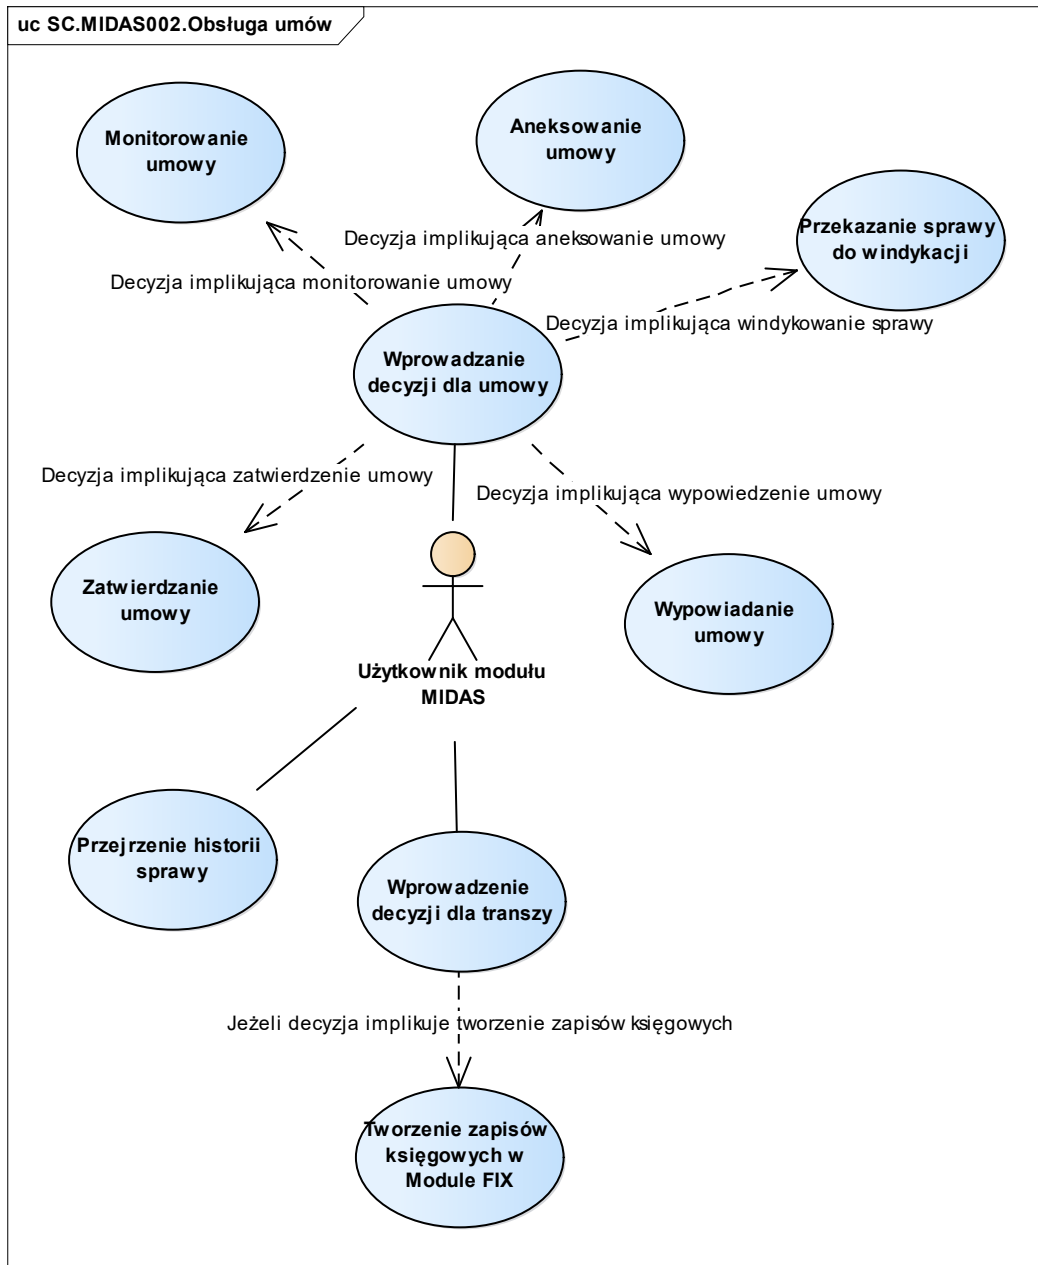 uc SC.MIDAS002.Obsługa umów
Monitorowanie
umowy
Aneksowanie
umowy
Przekazanie sprawy
do windykacji
Decyzja implikująca aneksowanie umowy
Decyzja implikująca monitorowanie umowy
Decyzja implikująca windykowanie sprawy
Wprowadzanie
decyzji dla umowy
Decyzja implikująca zatwierdzenie umowy
Decyzja implikująca wypowiedzenie umowy
Zatwierdzanie
umowy
Wypowiadanie
umowy
Użytkownik modułu
MIDAS
Przejrzenie historii
sprawy
Wprowadzenie
decyzji dla transzy
Jeżeli decyzja implikuje tworzenie zapisów księgowych
Tworzenie zapisów
księgowych w
Module FIX